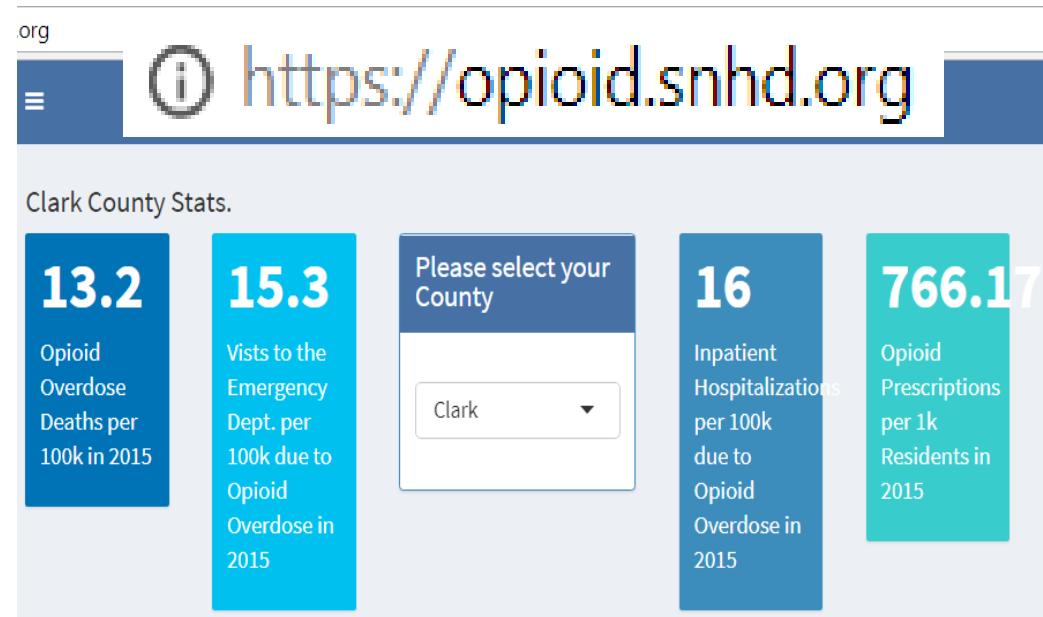 .org
https://opioid.snhd.org
Clark County Stats.
13.2
Opioid
Overdose
Deaths per
100k in 2015
15.3
Vists to the
Emergency
Dept. per
100k due to
Opioid
Overdose in
2015
Please select your
County
Clark
16
Inpatient
Hospitalizations
per 100k
due to
Opioid
Overdose in
2015
766.17
Opioid
Prescriptions
per 1k
Residents in
2015